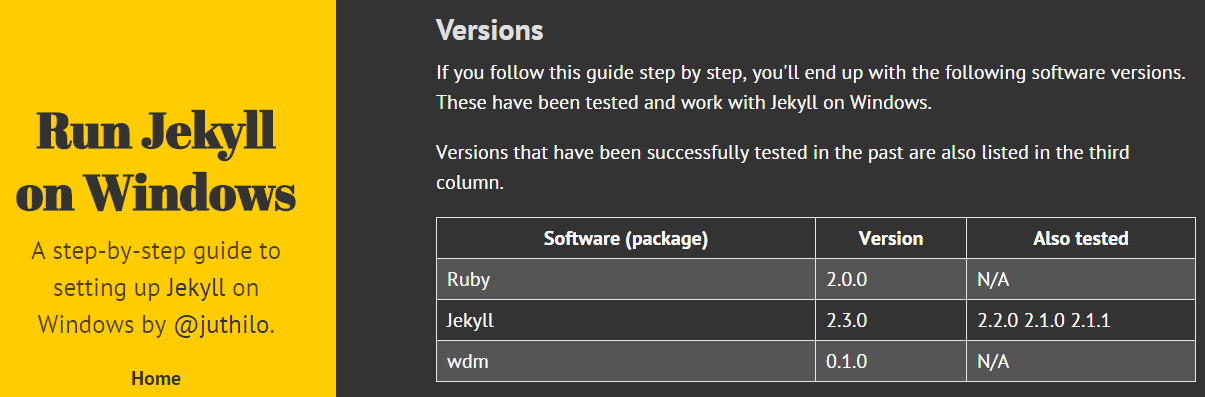 Run Jekyll
on Windows
A step-by-step guide to
setting up Jekyll on
Windows by @juthilo.
Home
Versions
If you follow this guide step by step, you'll end up with the following software versions.
These have been tested and work with Jekyll on Windows.
Versions that have been successfully tested in the past are also listed in the third
column.
Software (package) Version Also tested
Ruby 2.0.0 N/A
Jekyll 2.3.0 2.2.0 2.1.0 2.1.1
wdm 0.1.0 N/A